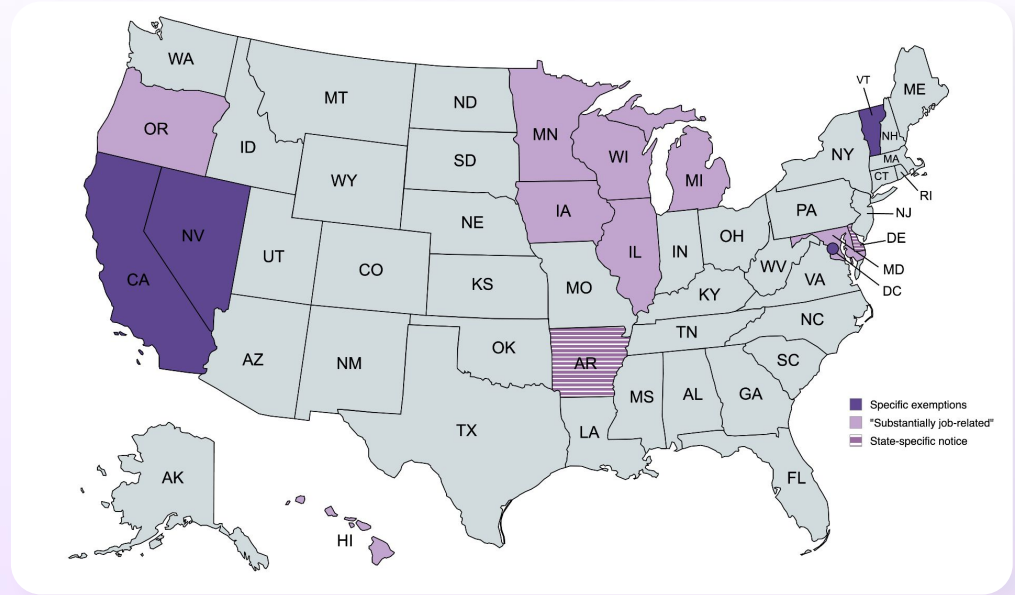 WA
MT
ND
MN
VT
ME
OR
ID
SD
WI
MI
NY
NH
MA
CT
RI
WY
NE
IA
PA
NJ
NV
UT
CO
KS
MO
IL
IN
OH
WV
VA
DE
MD
DC
CA
KY
AZ
NM
OK
AR
TN
NC
SC
MS
AL
GA
TX
LA
FL
AK
HI
Specific exemptions
"Substantially job-related"
State-specific notice